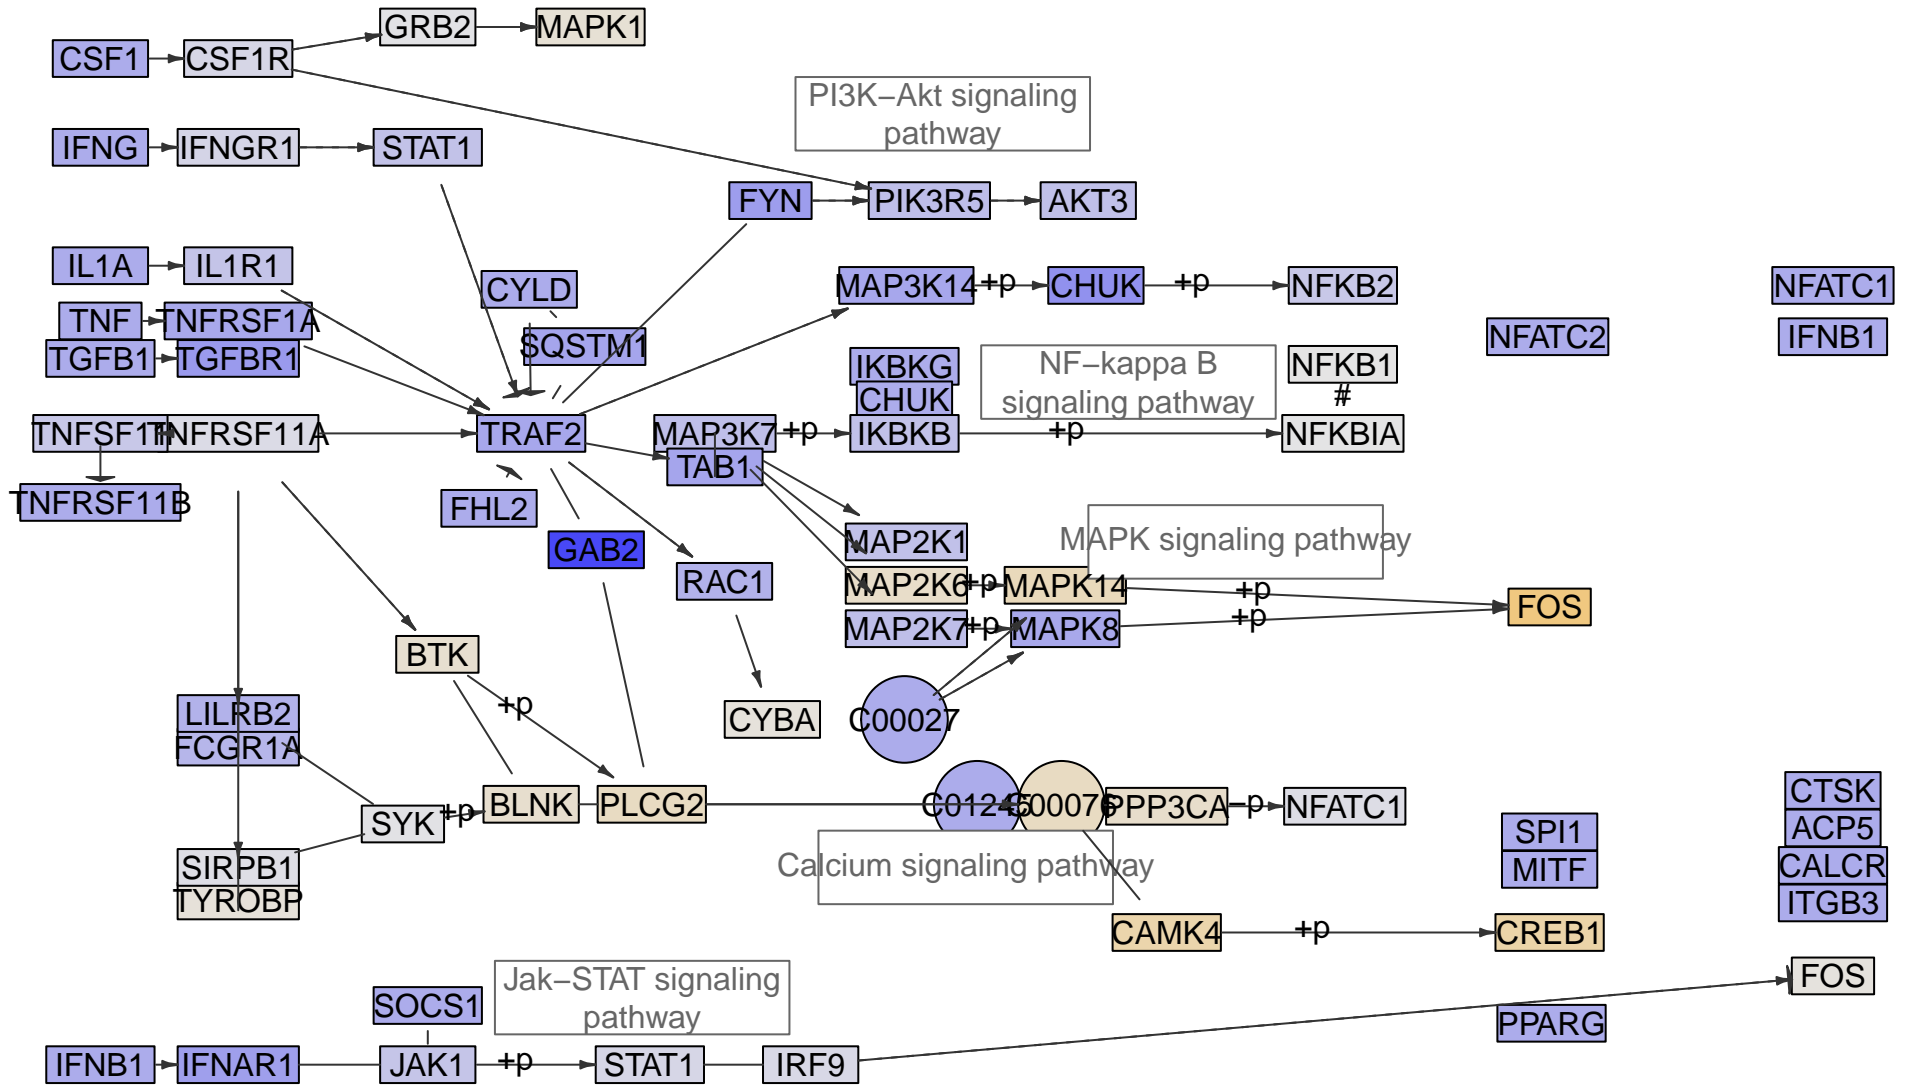 GRB2
MAPK1
CSF1
CSF1R
PI3K−Akt signaling
pathway
IFNG
IFNGR1
STAT1
FYN
PIK3R5
AKT3
IL1A
IL1R1
CYLD
MAP3K14
+p
CHUK
+p
NFKB2
NFATC1
TNF
TNFRSF1A
SQSTM1
NFATC2
IFNB1
TGFB1
TGFBR1
IKBKG
NF−kappa B
signaling pathway
NFKB1
CHUK
#
TNFRSF11A
TRAF2
MAP3K7
+p
IKBKB
+p
NFKBIA
TAB1
TNFRSF11B
FHL2
GAB2
MAP2K1
MAPK signaling pathway
RAC1
MAP2K6
+p
MAPK14
+p
FOS
MAP2K7
+p
MAPK8
+p
BTK
+p
LILRB2
CYBA
C00027
FCGR1A
SYK
+p
BLNK
PLCG2
C00076
PPP3CA
−p
NFATC1
CTSK
SPI1
ACP5
SIRPB1
Calcium signaling pathway
MITF
CALCR
TYROBP
ITGB3
CAMK4
+p
CREB1
Jak−STAT signaling
pathway
FOS
SOCS1
PPARG
IFNB1
IFNAR1
JAK1
+p
STAT1
IRF9